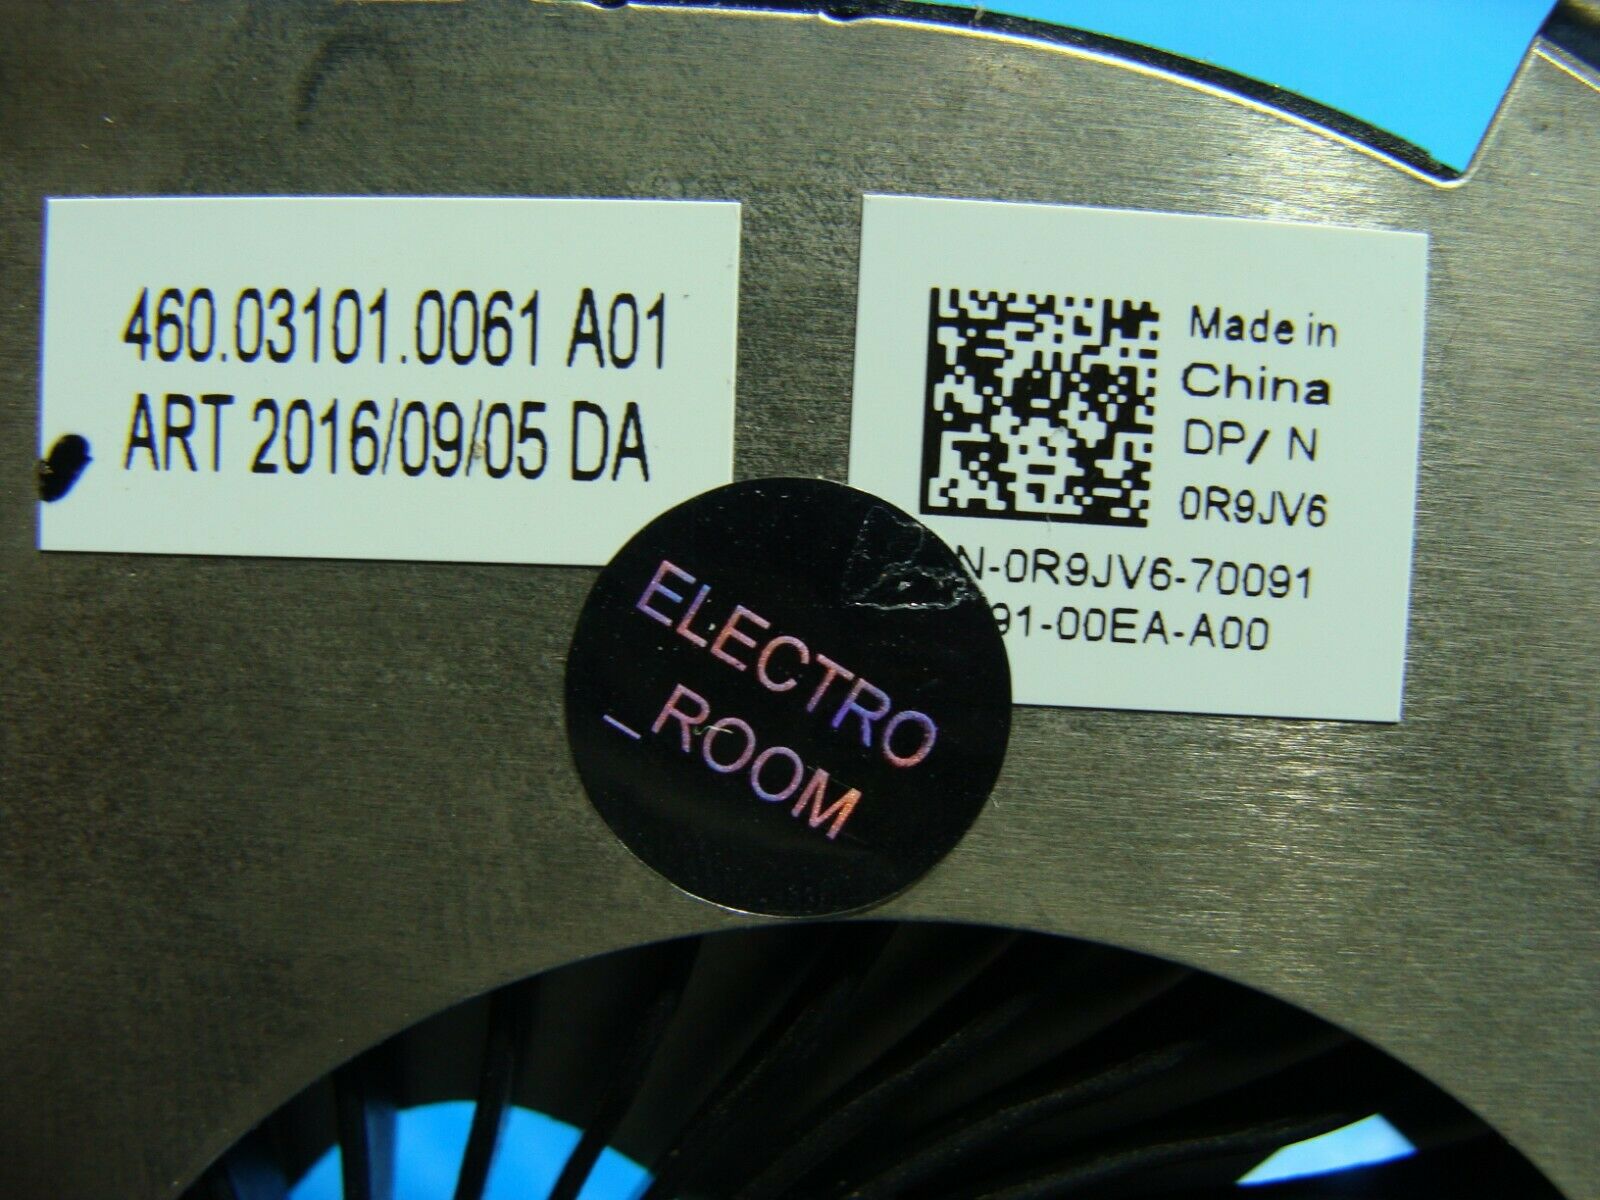 460.03101.0061 A01
ART 2016/09/05 DA
Made in
China
DP/N
0R9JV6
N-0R9JV6-70091
91-00EA-A00
ELECTRO
_ROOM